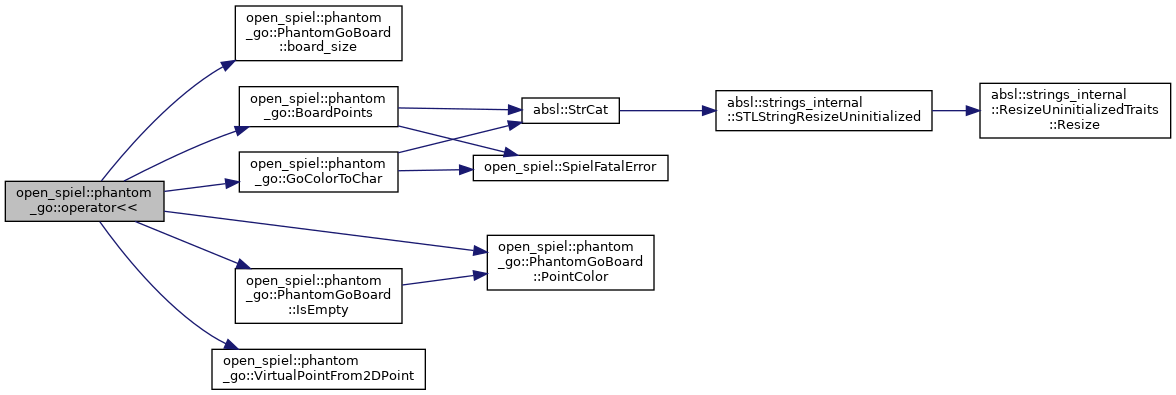 open_spiel::phantom
_go::PhantomGoBoard
::board_size
open_spiel::phantom
_go::BoardPoints
absl::StrCat
absl::strings_internal
::STLStringResizeUninitialized
absl::strings_internal
::ResizeUninitializedTraits
::Resize
open_spiel::phantom
_go::GoColorToChar
open_spiel::SpielFatalError
open_spiel::phantom
_go::operator<<
open_spiel::phantom
_go::PhantomGoBoard
::PointColor
open_spiel::phantom
_go::PhantomGoBoard
::IsEmpty
open_spiel::phantom
_go::VirtualPointFrom2DPoint